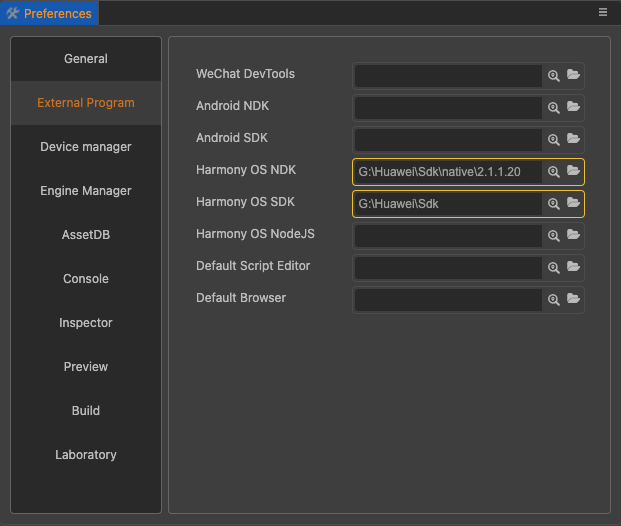 Preferences
General
External Program
Device manager
Engine Manager
AssetDB
Console
Inspector
Preview
Build
Laboratory
WeChat DevTools
Android NDK
Android SDK
Harmony OS NDK G:\Huawei\Sdk\native\2.1.1.20
Harmony OS SDK G:\Huawei\Sdk
Harmony OS NodeJS
Default Script Editor
Default Browser